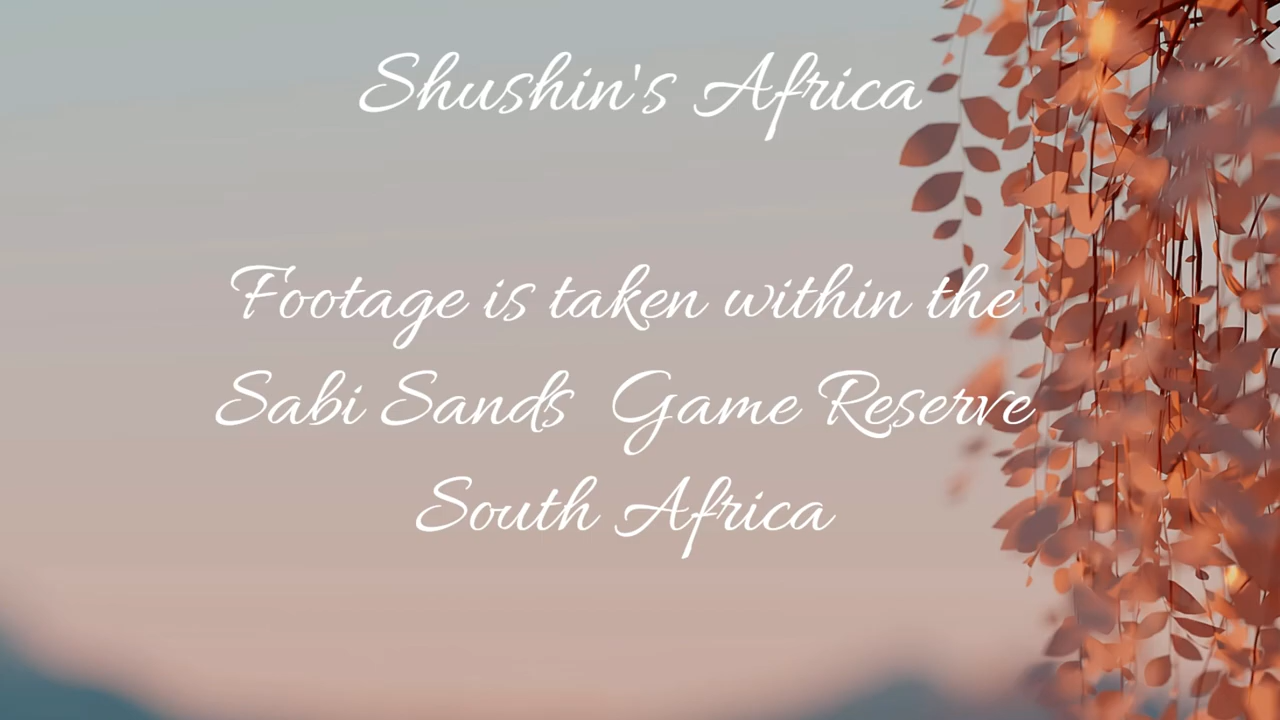 Shushin's Africa
Footage is taken within the
Sabi Sands Game Reserve
South Africa